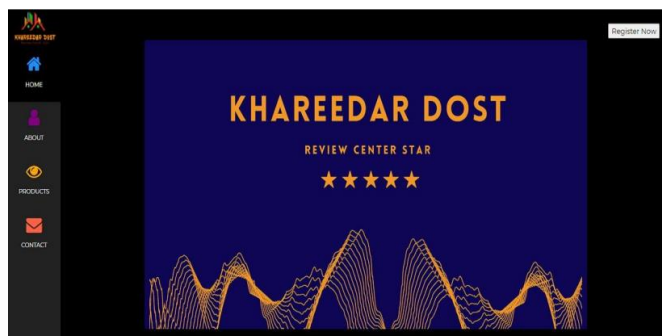 KHAREEDAR DOST
Register Now
HOME
ABOUT
PRODUCTS
CONTACT
KHAREEDAR DOST
REVIEW CENTER STAR